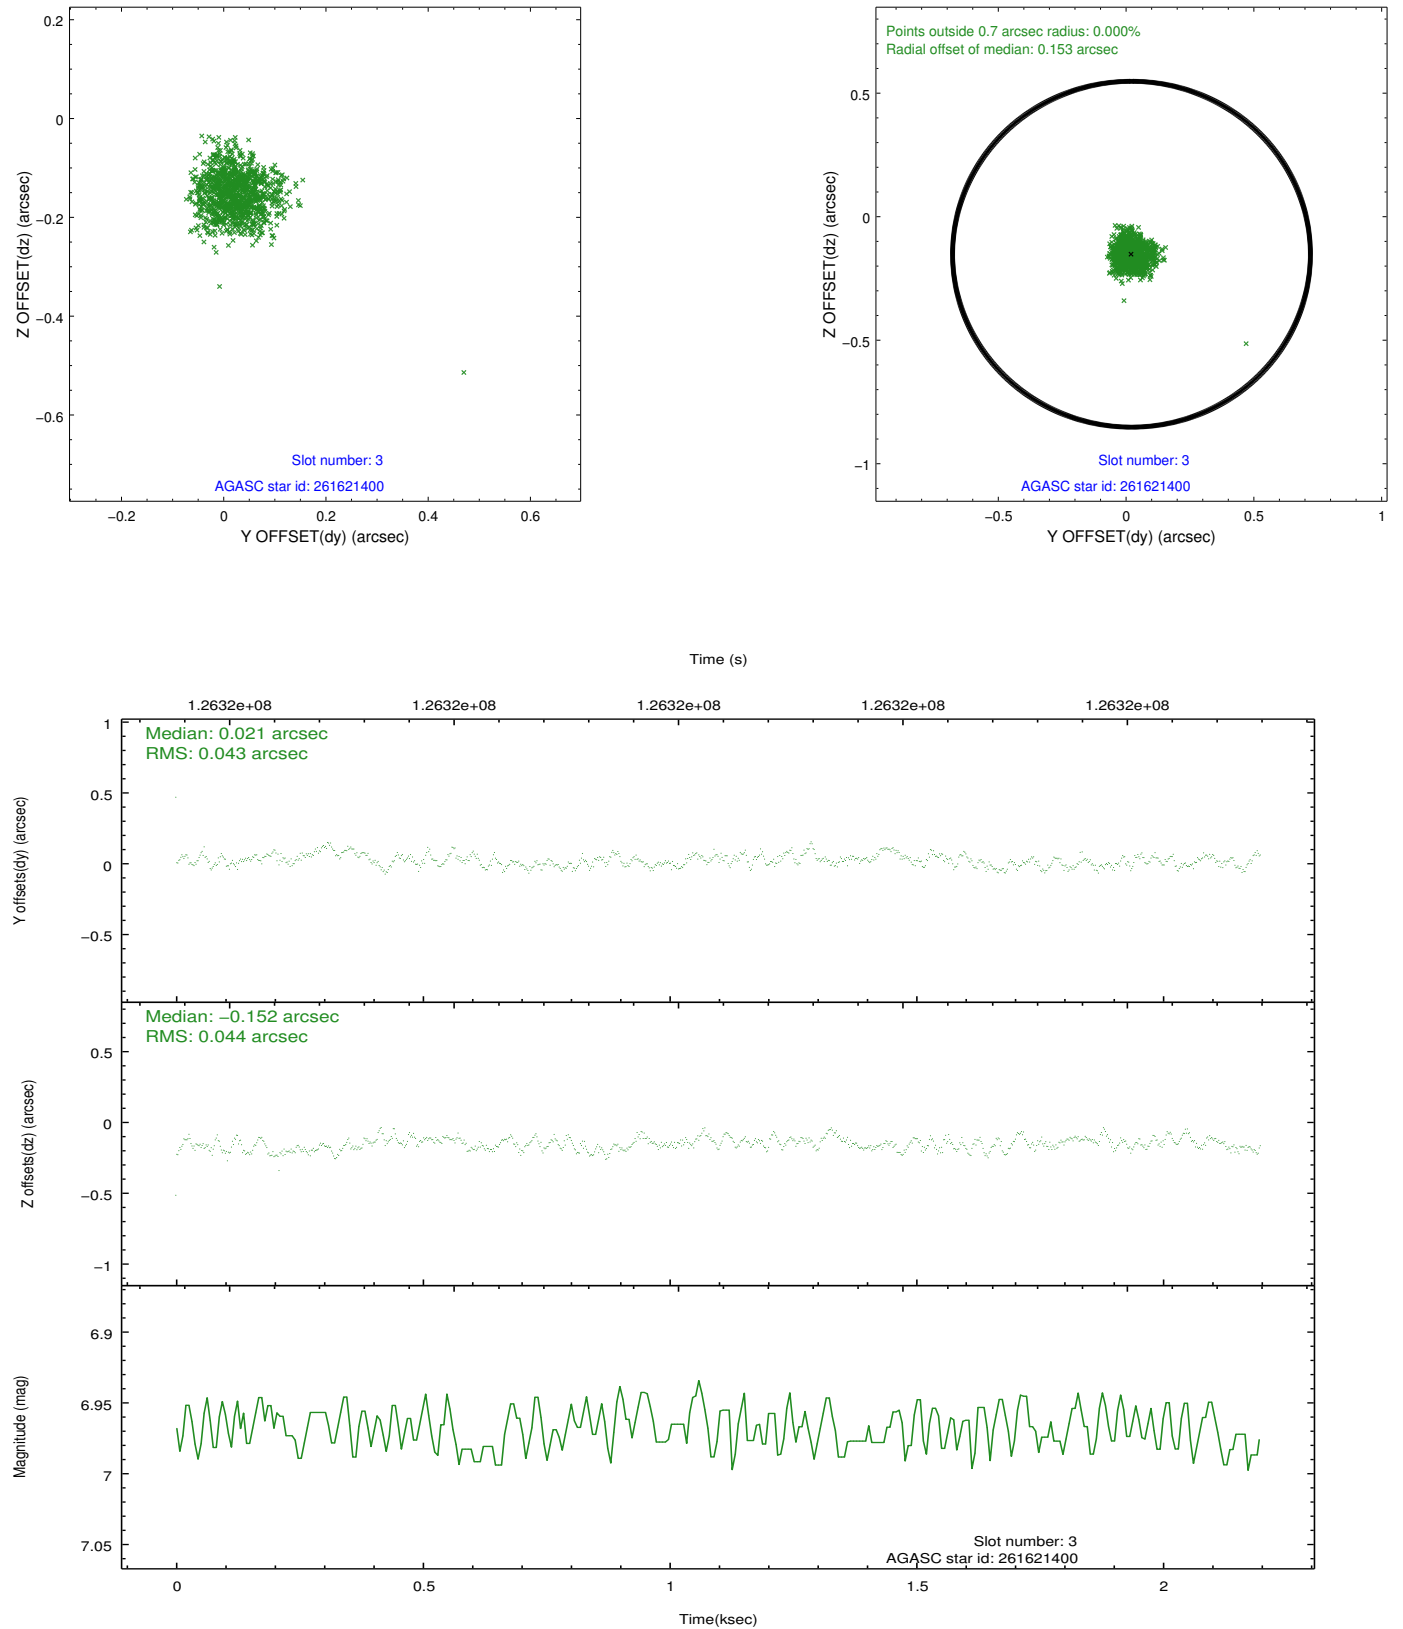 0.2
0
−0.2
−0.4
−0.6
Z OFFSET(dz) (arcsec)
Slot number: 3
AGASC star id: 261621400
−0.2 0 0.2 0.4 0.6
Y OFFSET(dy) (arcsec)
Points outside 0.7 arcsec radius: 0.000%
Radial offset of median: 0.153 arcsec
0.5
0
−0.5
−1
Z OFFSET(dz) (arcsec)
Slot number: 3
AGASC star id: 261621400
−0.5 0 0.5 1
Y OFFSET(dy) (arcsec)
Time (s)
1.2632e+08 1.2632e+08 1.2632e+08 1.2632e+08 1.2632e+08
Median: 0.021 arcsec
RMS: 0.043 arcsec
1
0.5
0
−0.5
Y offsets(dy) (arcsec)
Median: −0.152 arcsec
RMS: 0.044 arcsec
0.5
0
−0.5
−1
Z offsets(dz) (arcsec)
6.9
6.95
7
7.05
Magnitude (mag)
Slot number: 3
AGASC star id: 261621400
0 0.5 1 1.5 2
Time(ksec)